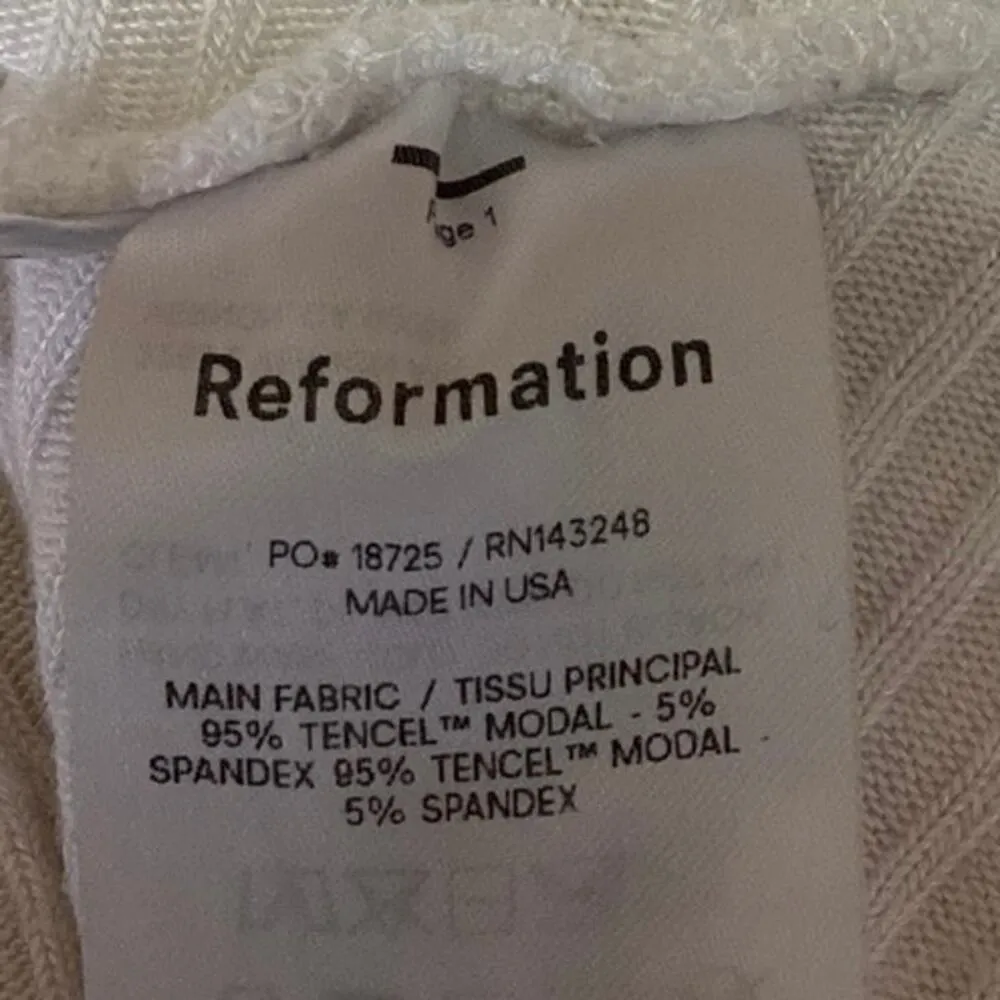 Reformation
PO# 18725 / RN143248
MADE IN USA
MAIN FABRIC / TISSU PRINCIPAL
95% TENCEL™ MODAL - 5%
SPANDEX 95% TENCEL™ MODAL -
5% SPANDEX